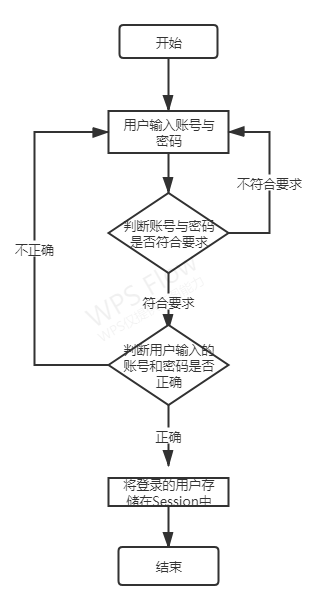 开始
用户输入账号与
密码
不符合要求
判断账号与密码
是否符合要求
不正确
符合要求
判断用户输入的
账号和密码是否
正确
正确
将登录的用户存
储在Session中
结束
WPS Flow